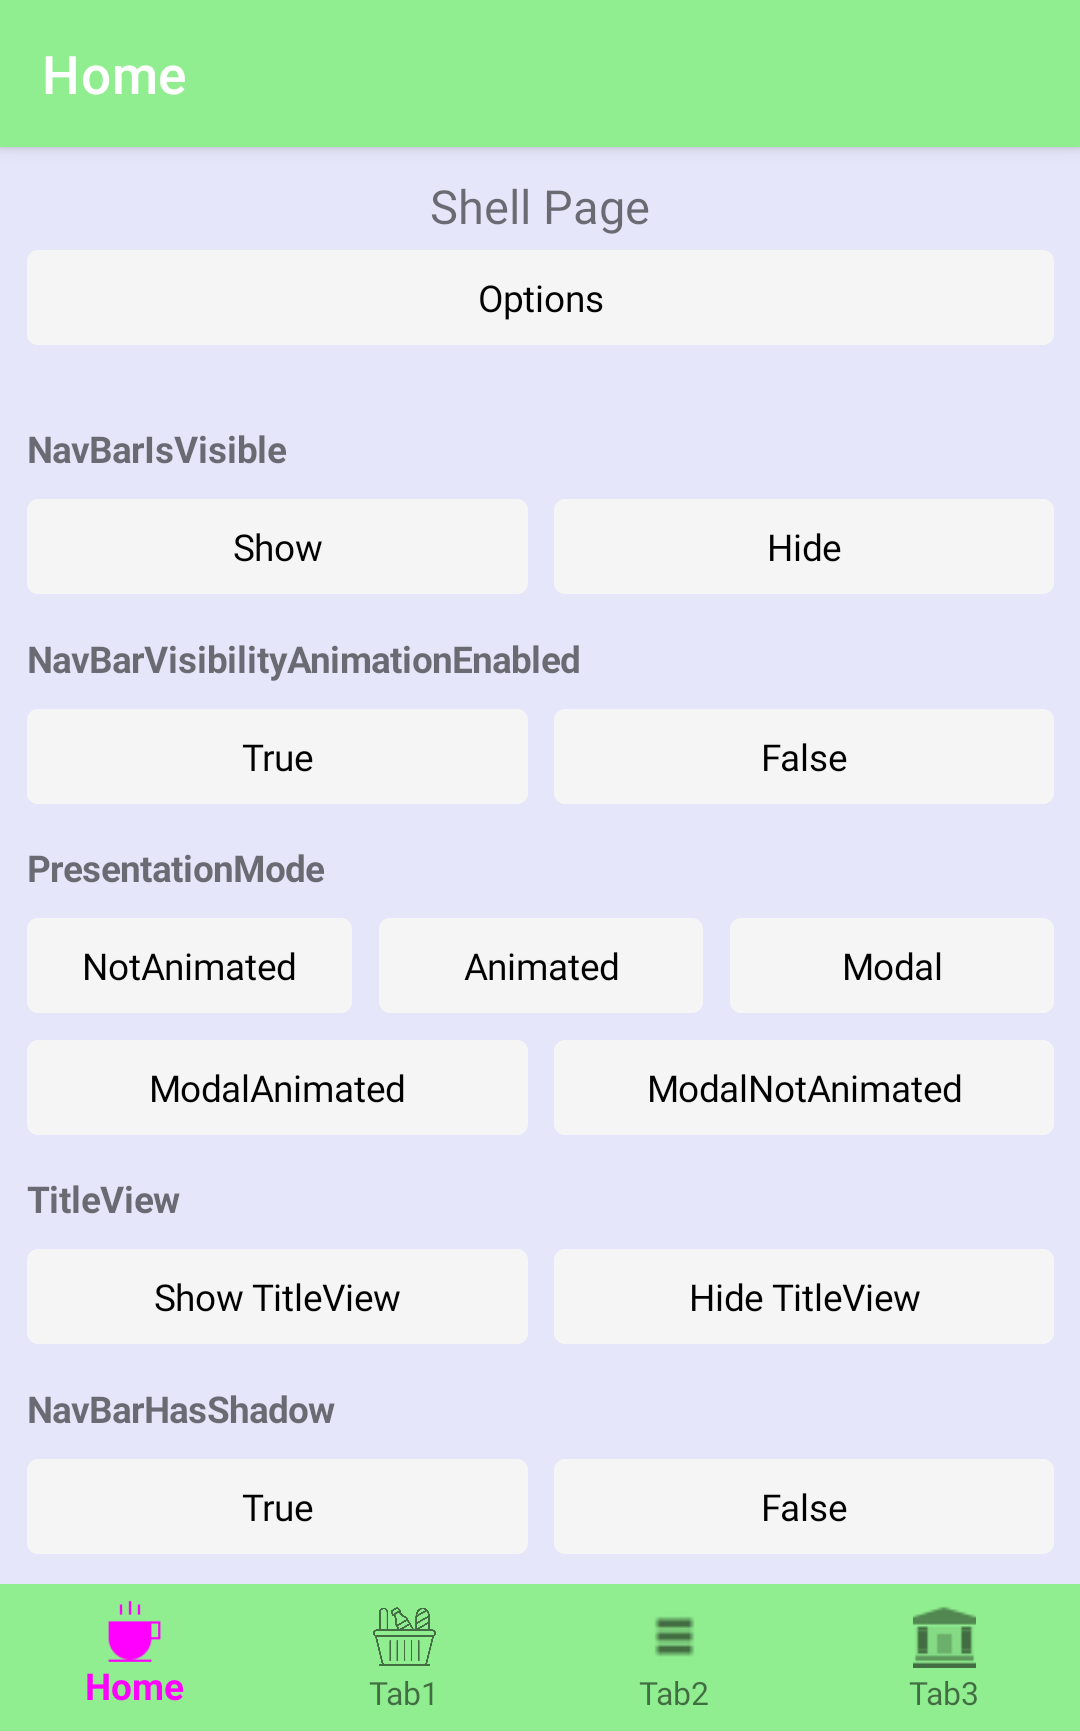 Home
Shell Page
Options
NavBarIsVisible
Show Hide
NavBarVisibilityAnimationEnabled
True False
PresentationMode
NotAnimated Animated Modal
ModalAnimated ModalNotAnimated
TitleView
Show TitleView Hide TitleView
NavBarHasShadow
True False
Home Tab1 Tab2 Tab3